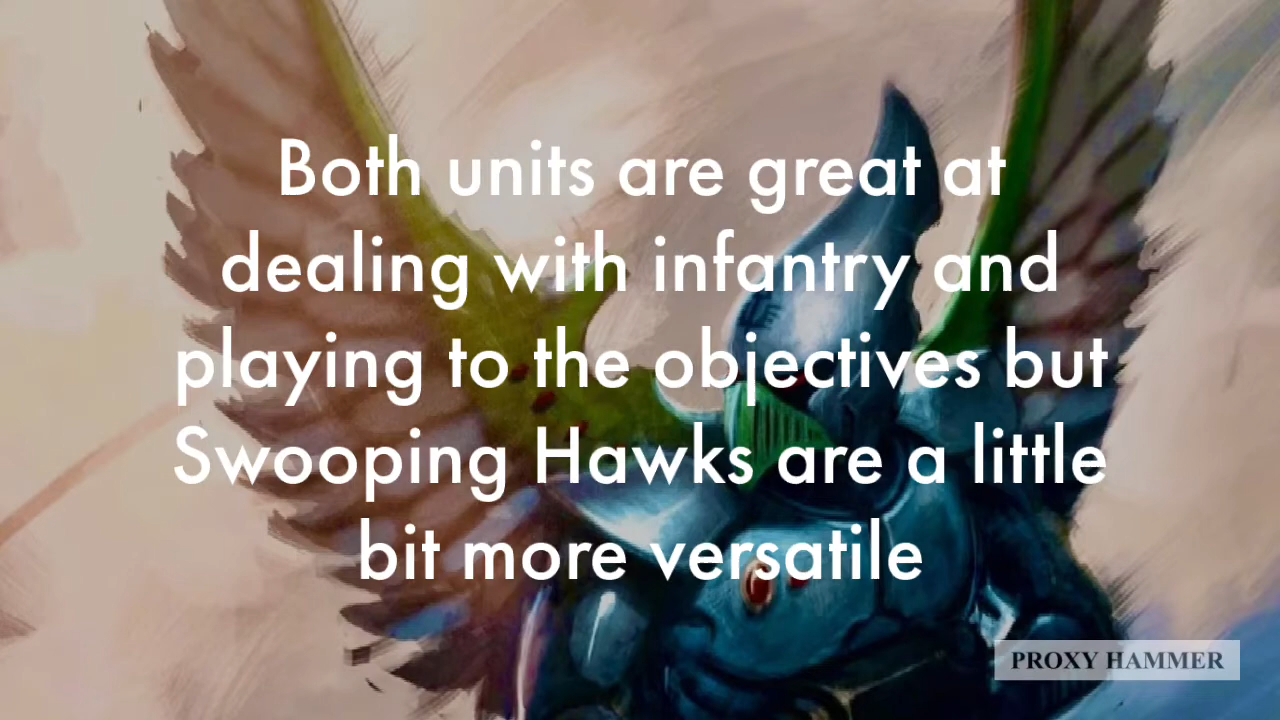 Both units are great at
dealing with infantry and
playing to the objectives but
Swooping Hawks are a little
bit more versatile
PROXY HAMMER